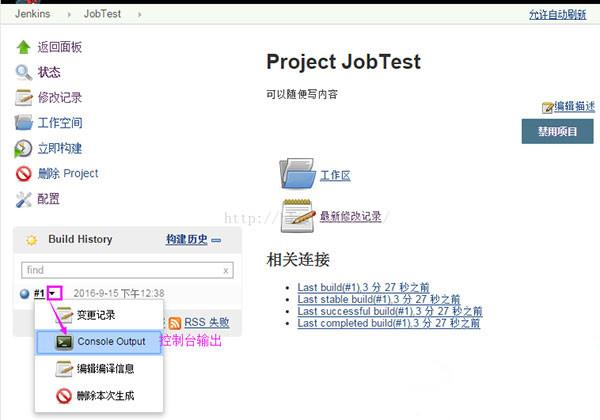 Jenkins JobTest 允许自动刷新
返回面板
状态
修改记录
工作空间
立即构建
删除 Project
配置
Project JobTest
可以随便写内容
编辑描述
禁用项目
工作区
最新修改记录
http://
Build History 构建历史
find x
#1 2016-9-15 下午12:38
RSS 失败
变更记录
Console Output 控制台输出
编辑编译信息
删除本次生成
相关连接
Last build(#1),3 分 27 秒之前
Last stable build(#1),3 分 27 秒之前
Last successful build(#1),3 分 27 秒之前
Last completed build(#1),3 分 27 秒之前